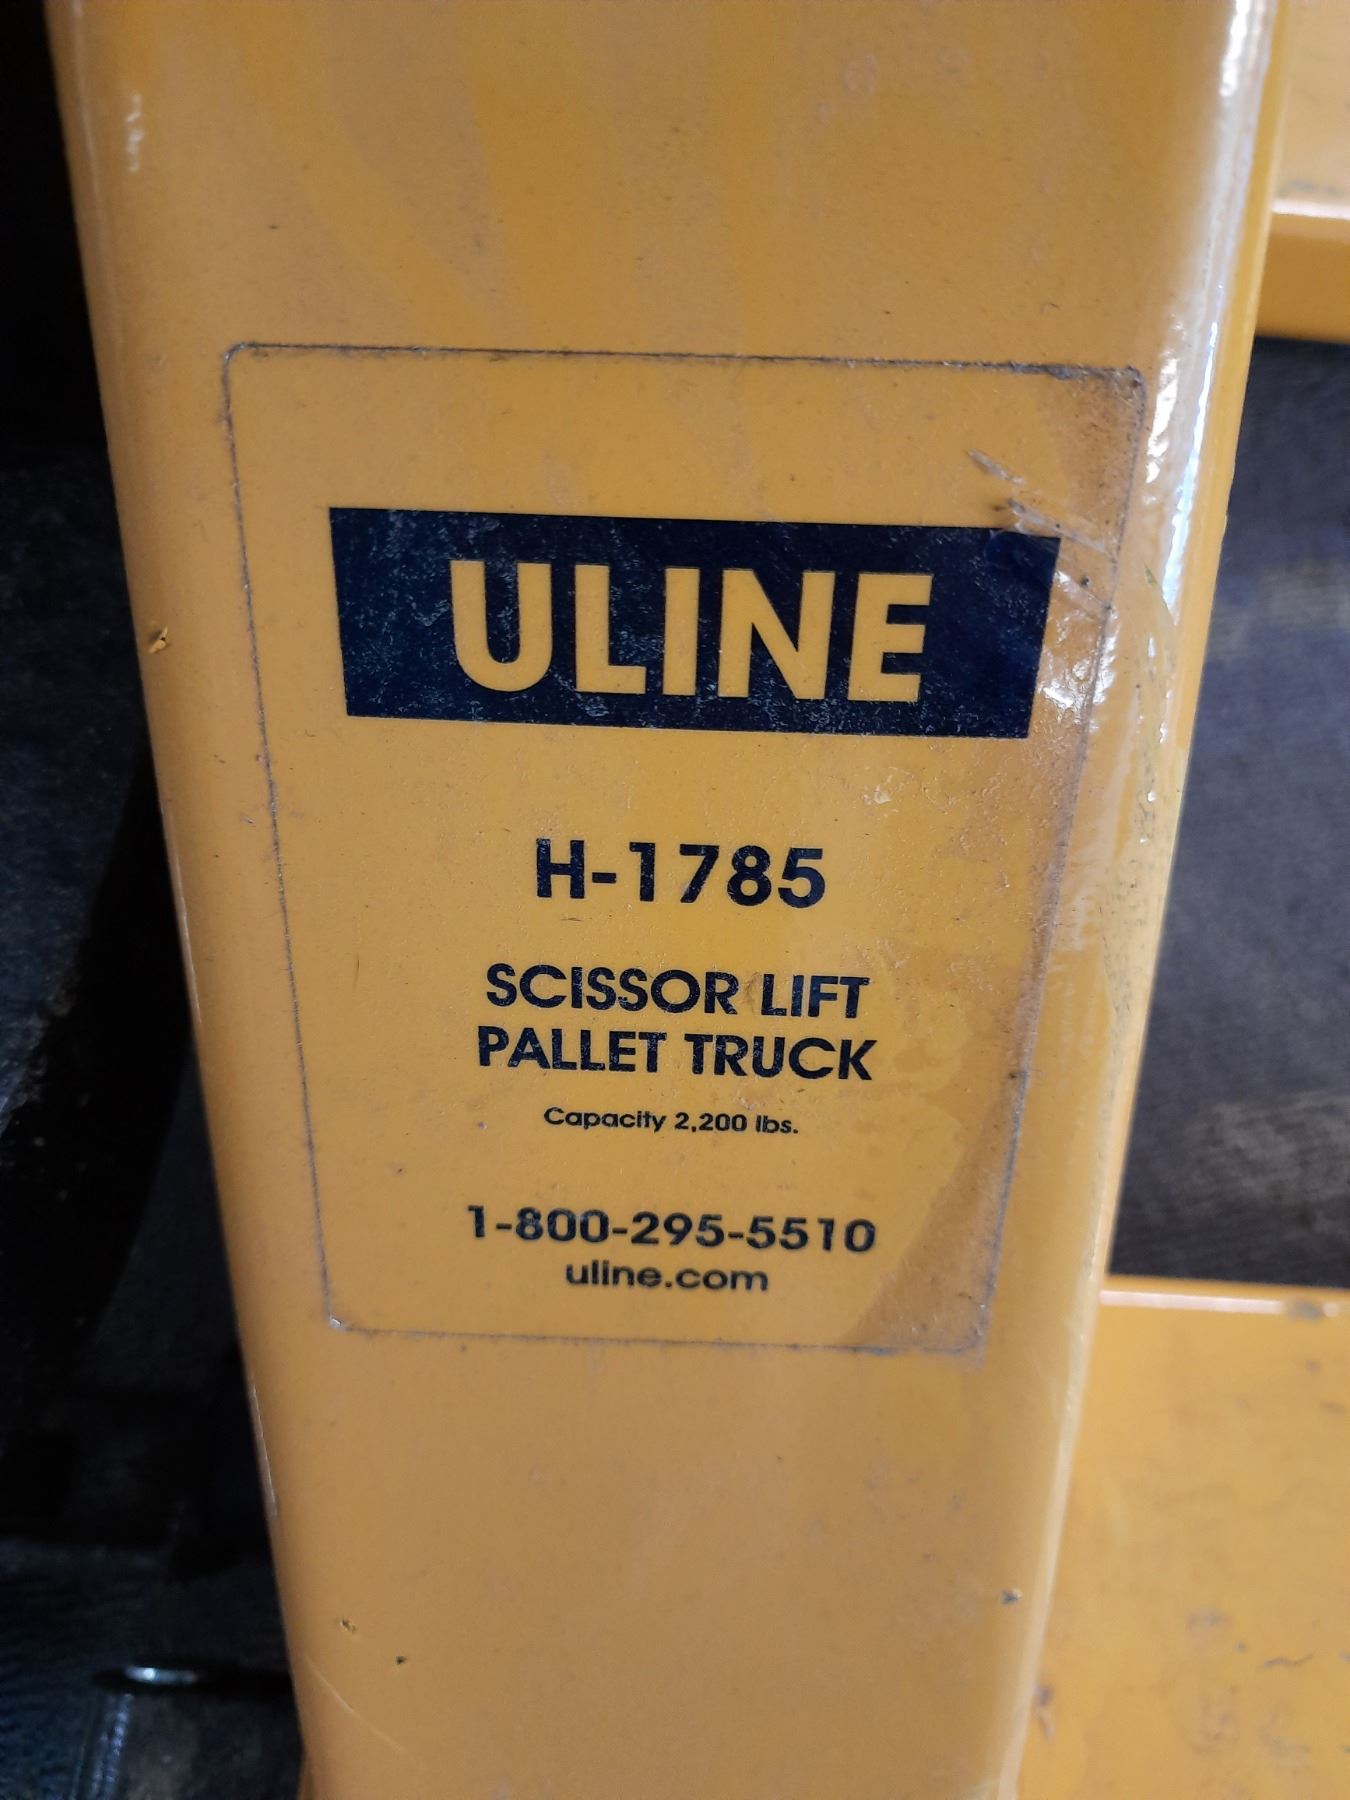 ULINE
H-1785
SCISSOR LIFT
PALLET TRUCK
Capacity 2,200 lbs.
1-800-295-5510
uline.com